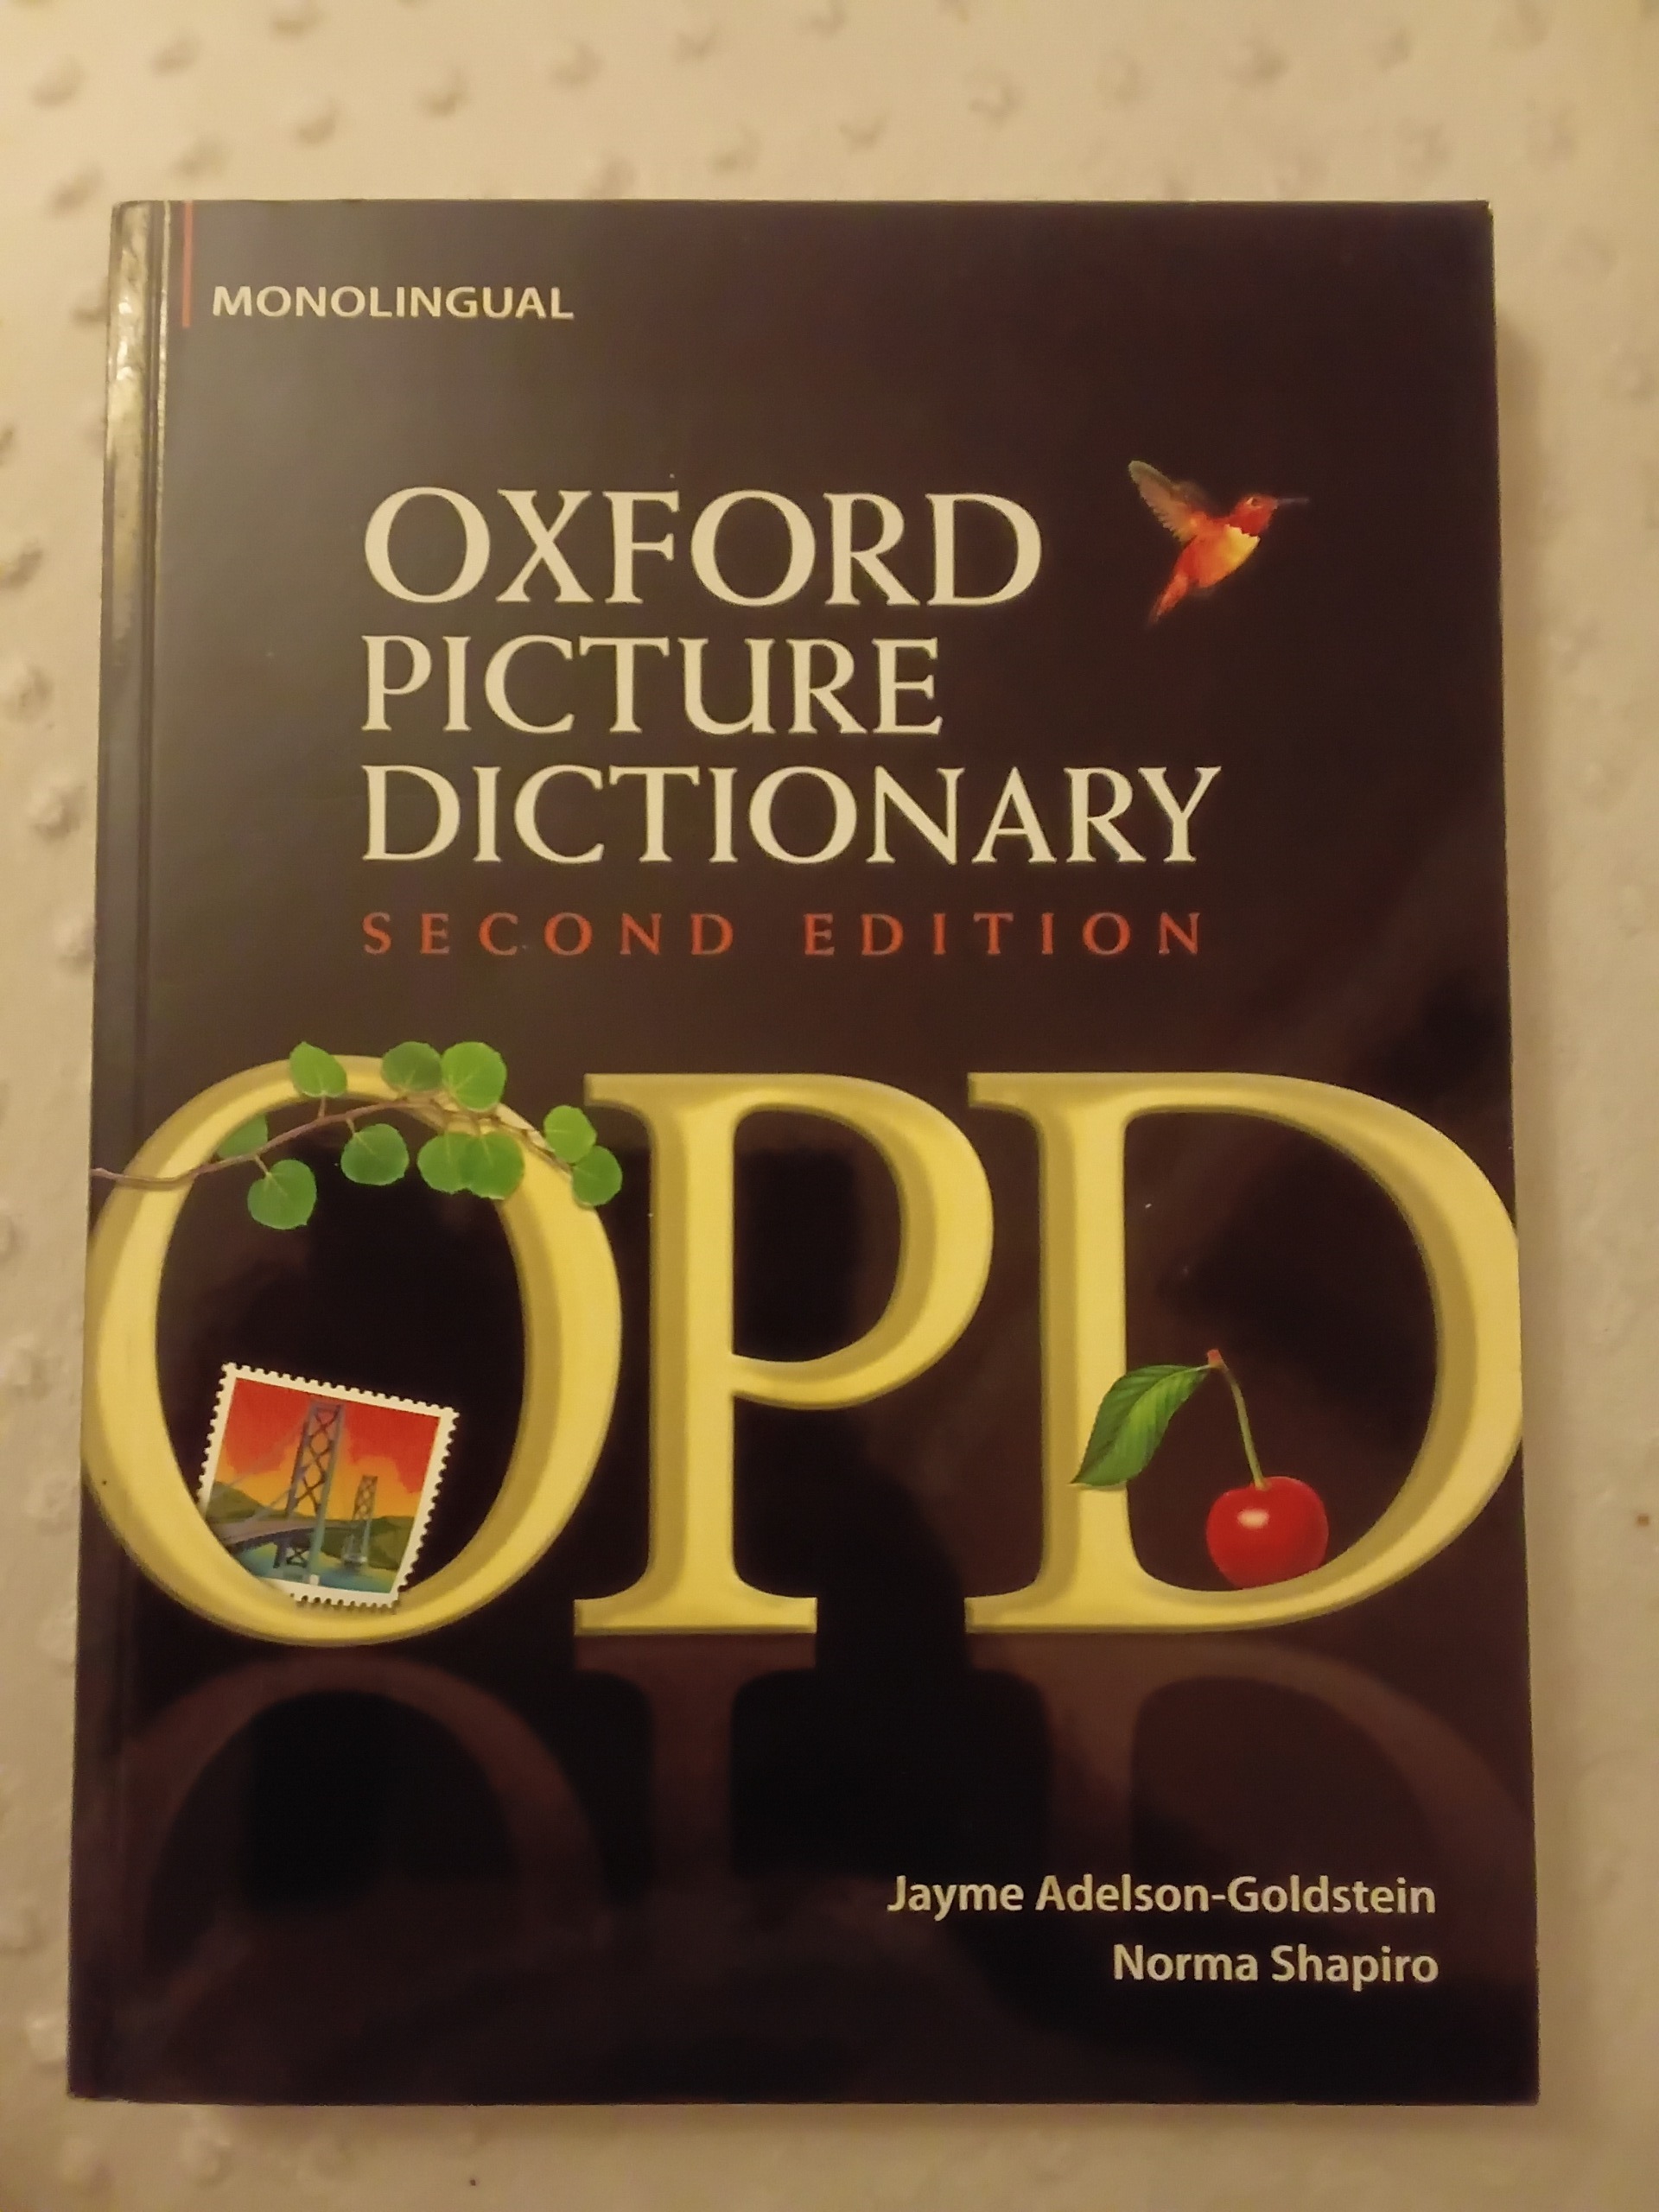 MONOLINGUAL
OXFORD
PICTURE
DICTIONARY
SECOND EDITION
OPD
Jayme Adelson-Goldstein
Norma Shapiro